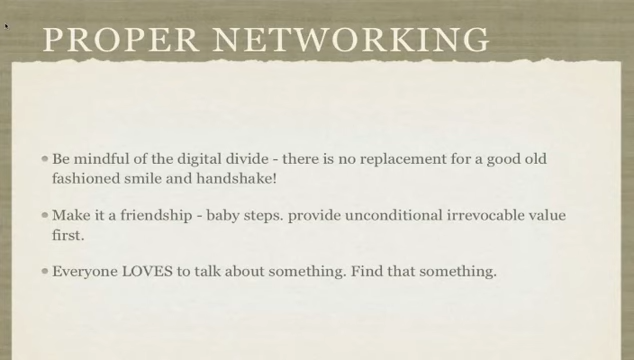 PROPER NETWORKING
Be mindful of the digital divide - there is no replacement for a good old
fashioned smile and handshake!
Make it a friendship - baby steps. provide unconditional irrevocable value
first.
Everyone LOVES to talk about something. Find that something.